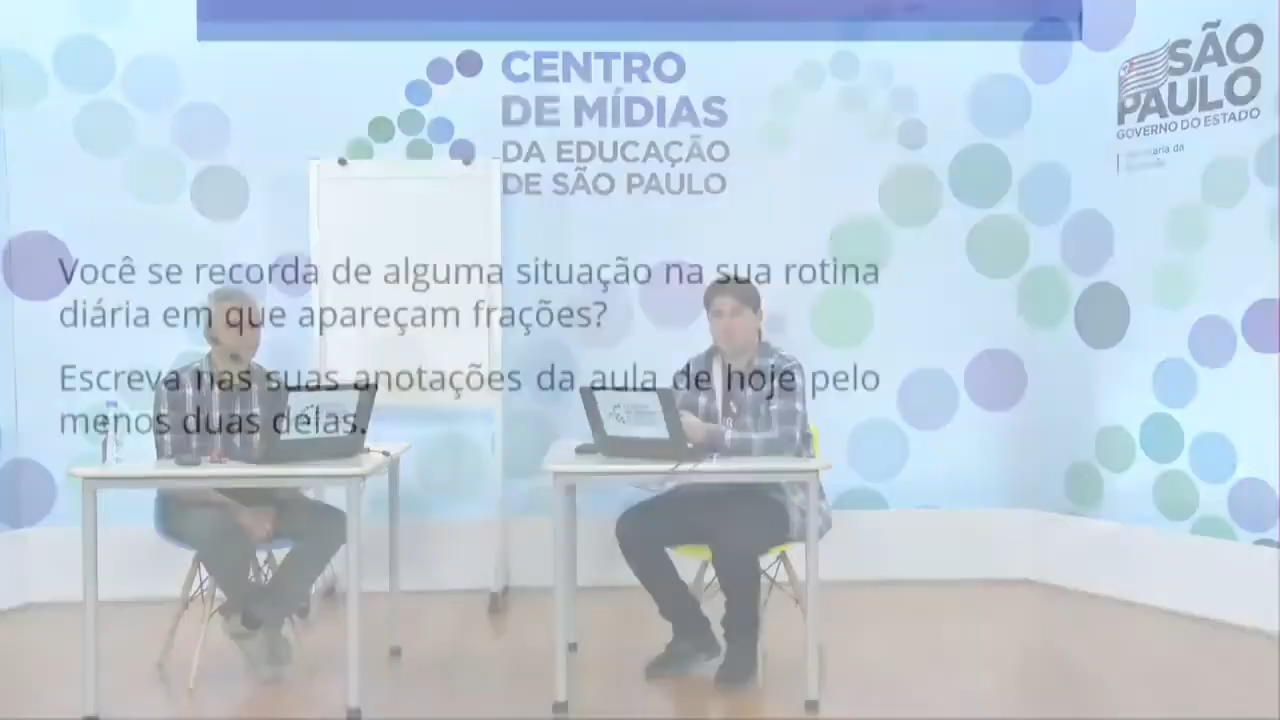 CENTRO
DE MÍDIAS
DA EDUCAÇÃO
DE SÃO PAULO
SÃO
PAULO
GOVERNO DO ESTADO
Você se recorda de alguma situação na sua rotina
diária em que apareçam frações?
Escreva nas suas anotações da aula de hoje pelo
menos duas delas.